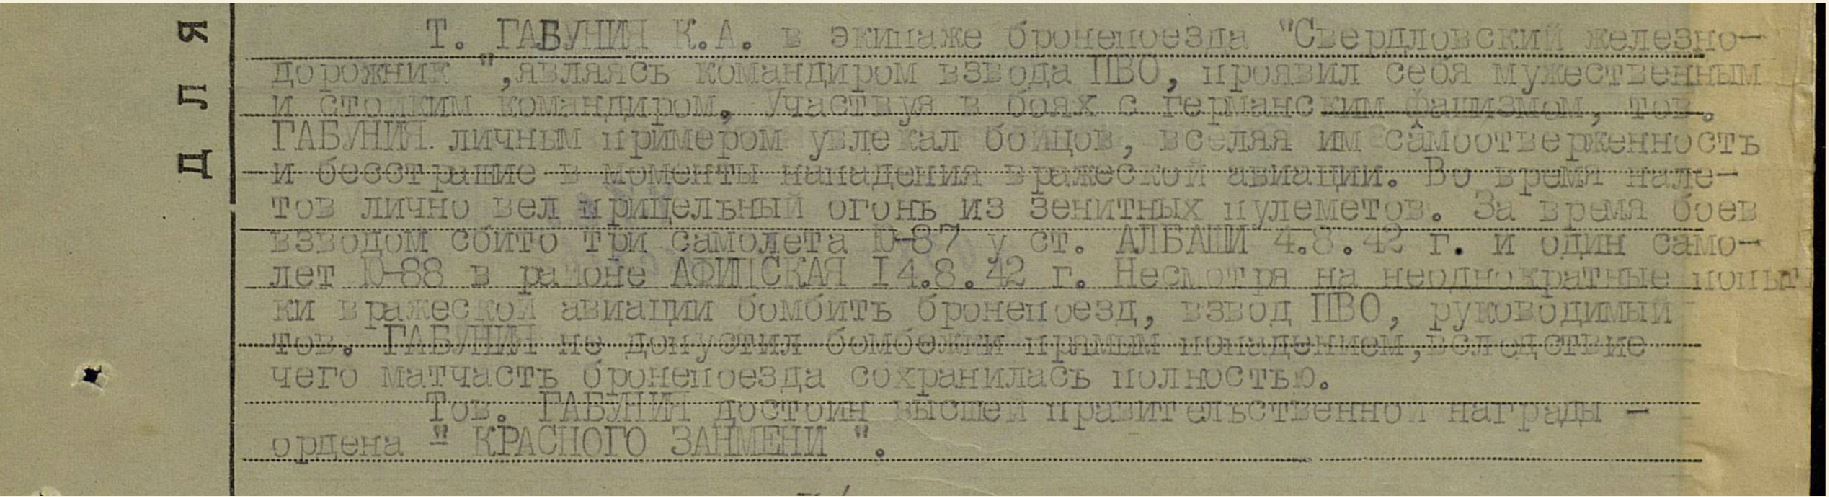 Д Л Я
Т. ГАБУНИЯ К.А. в экипаже бронепоезда "Свердловский железно-
дорожник ",являясь командиром взвода ПВО, проявил себя мужественным
и стойким командиром. Участвуя в боях с германским фашизмом, тов.
ГАБУНИЯ личным примером увлекал бойцов, вселяя им самоотверженность
и бесстрашие в моменты нападения вражеской авиации. Во время нале-
тов лично вел прицельный огонь из зенитных пулеметов. За время боев
взводом сбито три самолета Ю-87 у ст. АЛБАШИ 4.8.42 г. и один само-
лет Ю-88 в районе АФИПСКАЯ 14.8.42 г. Несмотря на неоднократные попыт
ки вражеской авиации бомбить бронепоезд, взвод ПВО, руководимый
тов. ГАБУНИЯ не допустил бомбежки прямым попаданием,вследствие
чего матчасть бронепоезда сохранилась полностью.
Тов. ГАБУНИЯ достоин высшей правительственной награды -
ордена " КРАСНОГО ЗАНМЕНИ ".